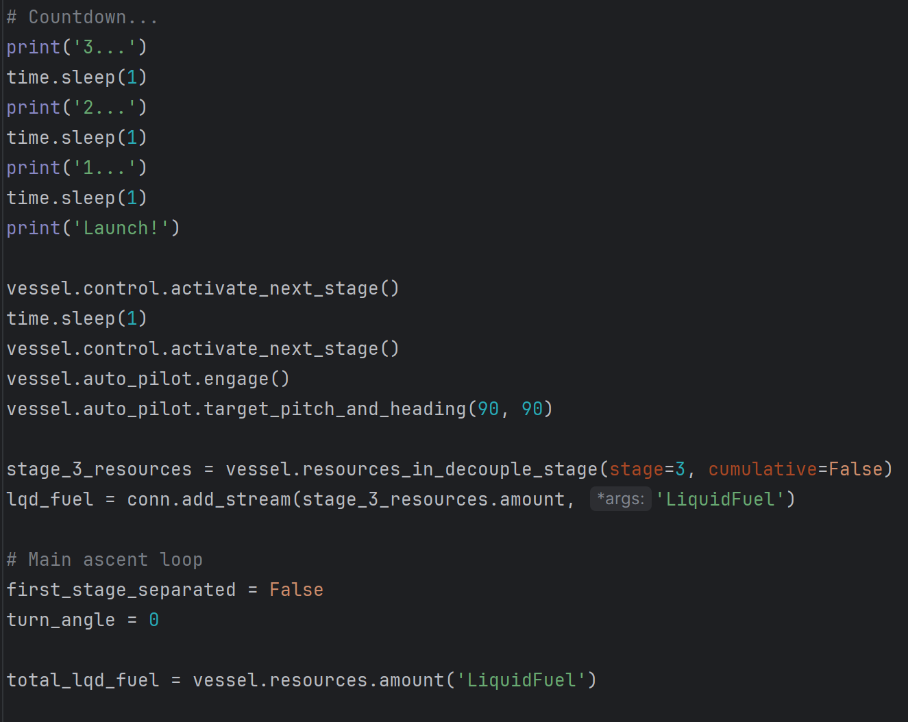 # Countdown...
print('3...')
time.sleep(1)
print('2...')
time.sleep(1)
print('1...')
time.sleep(1)
print('Launch!')
vessel.control.activate_next_stage()
time.sleep(1)
vessel.control.activate_next_stage()
vessel.auto_pilot.engage()
vessel.auto_pilot.target_pitch_and_heading(90, 90)
stage_3_resources = vessel.resources_in_decouple_stage(stage=3, cumulative=False)
lqd_fuel = conn.add_stream(stage_3_resources.amount, *args: 'LiquidFuel')
# Main ascent loop
first_stage_separated = False
turn_angle = 0
total_lqd_fuel = vessel.resources.amount('LiquidFuel')